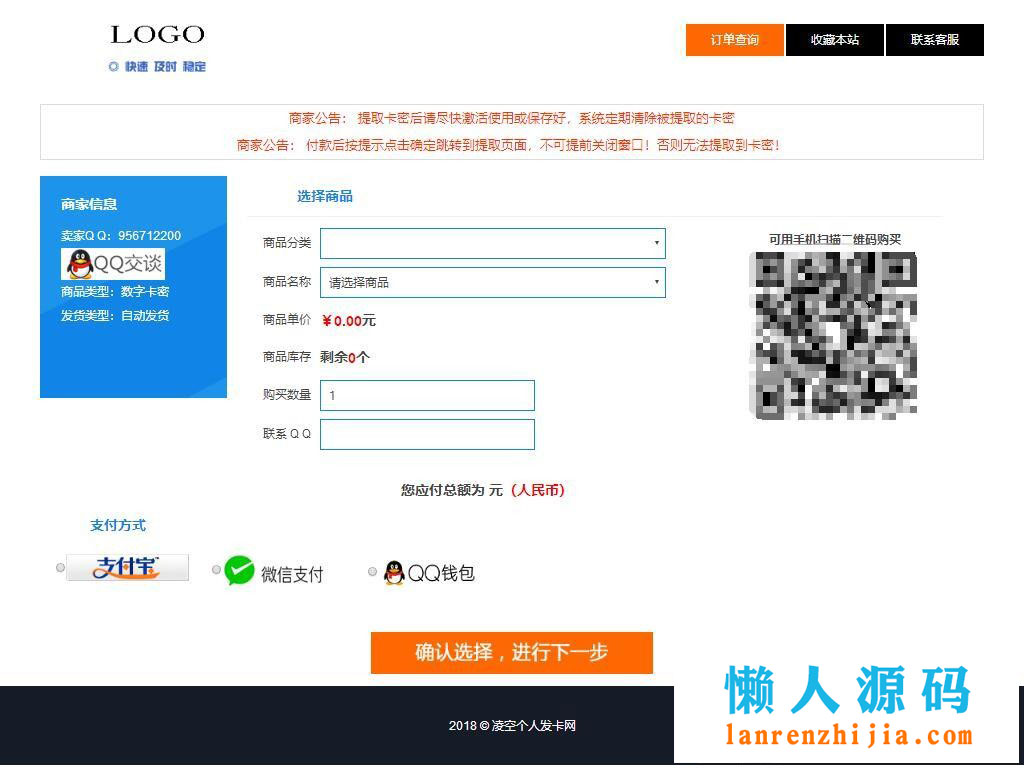 LOGO
快速 及时 稳定
订单查询 收藏本站 联系客服
商家公告： 提取卡密后请尽快激活使用或保存好，系统定期清除被提取的卡密
商家公告： 付款后按提示点击确定跳转到提取页面，不可提前关闭窗口！否则无法提取到卡密！
商家信息
卖家QQ：956712200
QQ交谈
商品类型：数字卡密
发货类型：自动发货
选择商品
商品分类
商品名称 请选择商品
商品单价 ￥0.00元
商品库存 剩余0个
购买数量 1
联系QQ
可用手机扫描二维码购买
您应付总额为 元（人民币）
支付方式
支付宝 微信支付 QQ钱包
确认选择，进行下一步
2018 © 凌空个人发卡网
懒人源码
lanrenzhijia.com